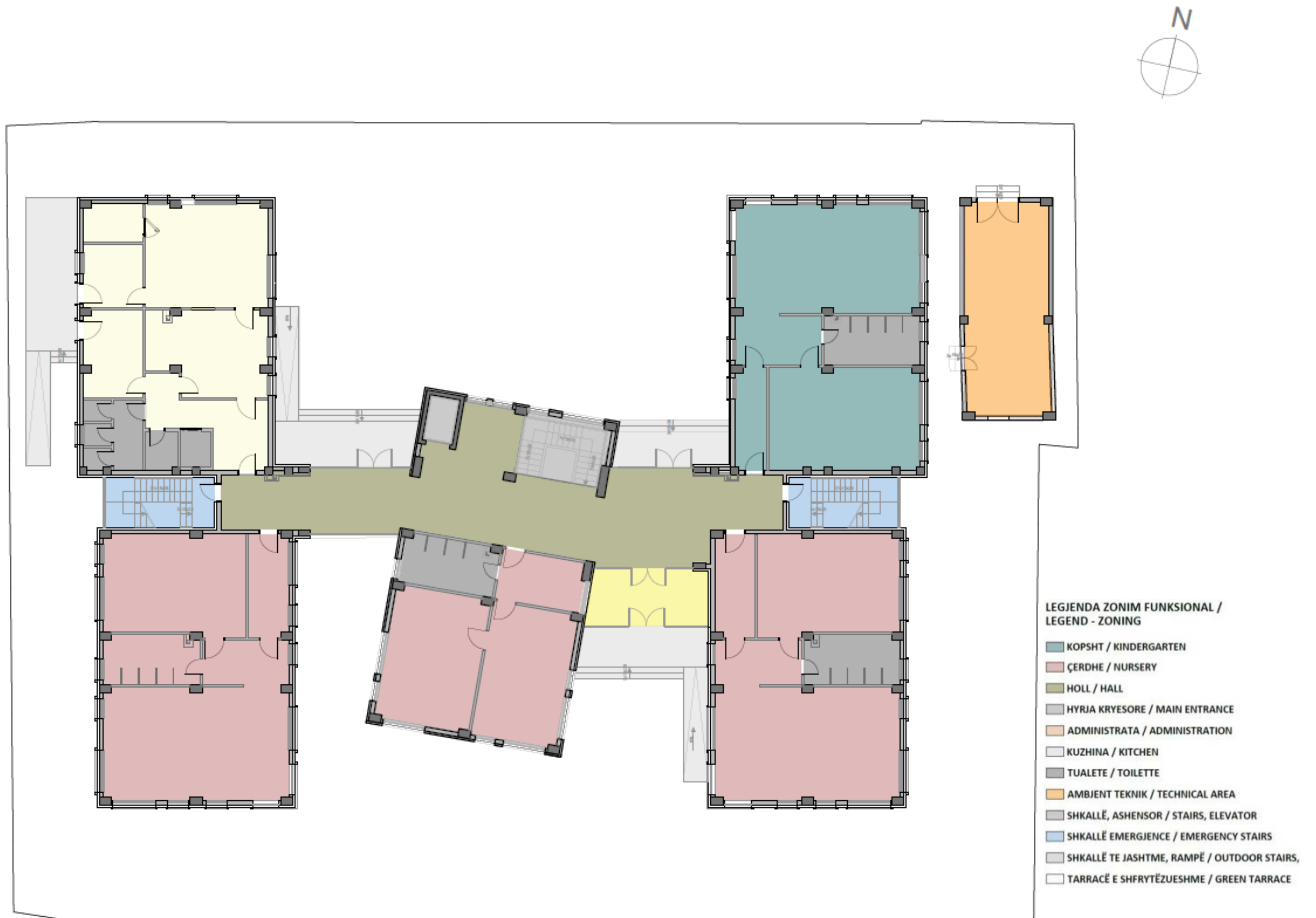 N
LEGJENDA ZONIM FUNKSIONAL /
LEGEND - ZONING
KOPSHT / KINDERGARTEN
ÇERDHE / NURSERY
HOLL / HALL
HYRJA KRYESORE / MAIN ENTRANCE
ADMINISTRATA / ADMINISTRATION
KUZHINA / KITCHEN
TUALETE / TOILETTE
AMBJENT TEKNIK / TECHNICAL AREA
SHKALLË, ASHENSOR / STAIRS, ELEVATOR
SHKALLË EMERGJENCE / EMERGENCY STAIRS
SHKALLË TE JASHTME, RAMPË / OUTDOOR STAIRS,
TARRACË E SHFRYTËZUESHME / GREEN TARRACE